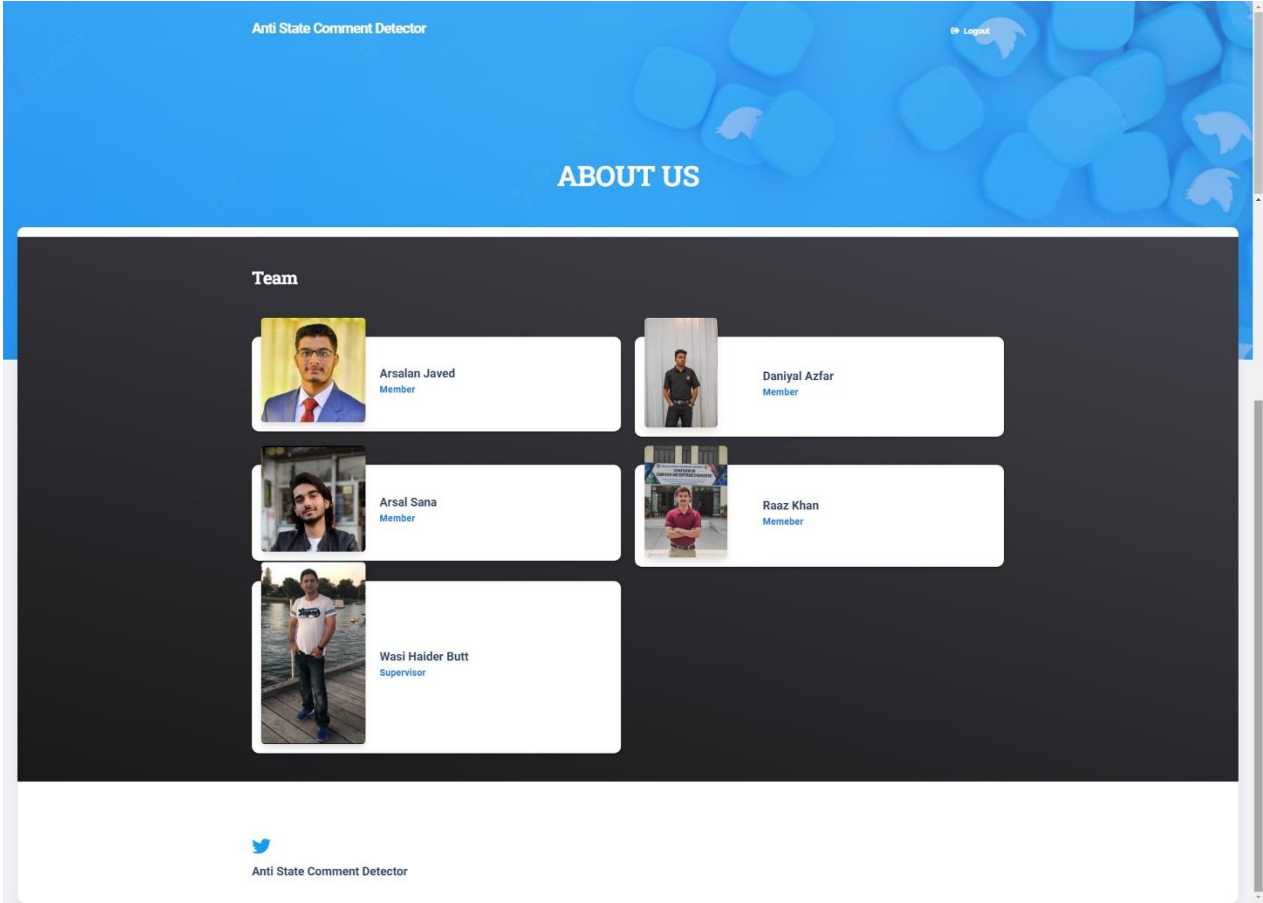 Anti State Comment Detector
Logout
ABOUT US
Team
Arsalan Javed
Member
Daniyal Azfar
Member
Arsal Sana
Member
Raaz Khan
Memeber
Wasi Haider Butt
Supervisor
Anti State Comment Detector